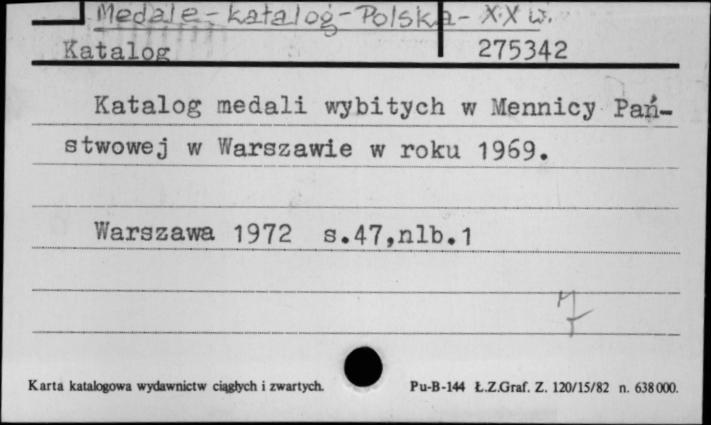 Medale - katalog - Polska - XX w.
Katalog 275342
Katalog medali wybitych w Mennicy Pań-
stwowej w Warszawie w roku 1969.
Warszawa 1972 s.47,nlb.1
Karta katalogowa wydawnictw ciągłych i zwartych. Pu-B-144 Ł.Z.Graf. Z. 120/15/82 n. 638000.